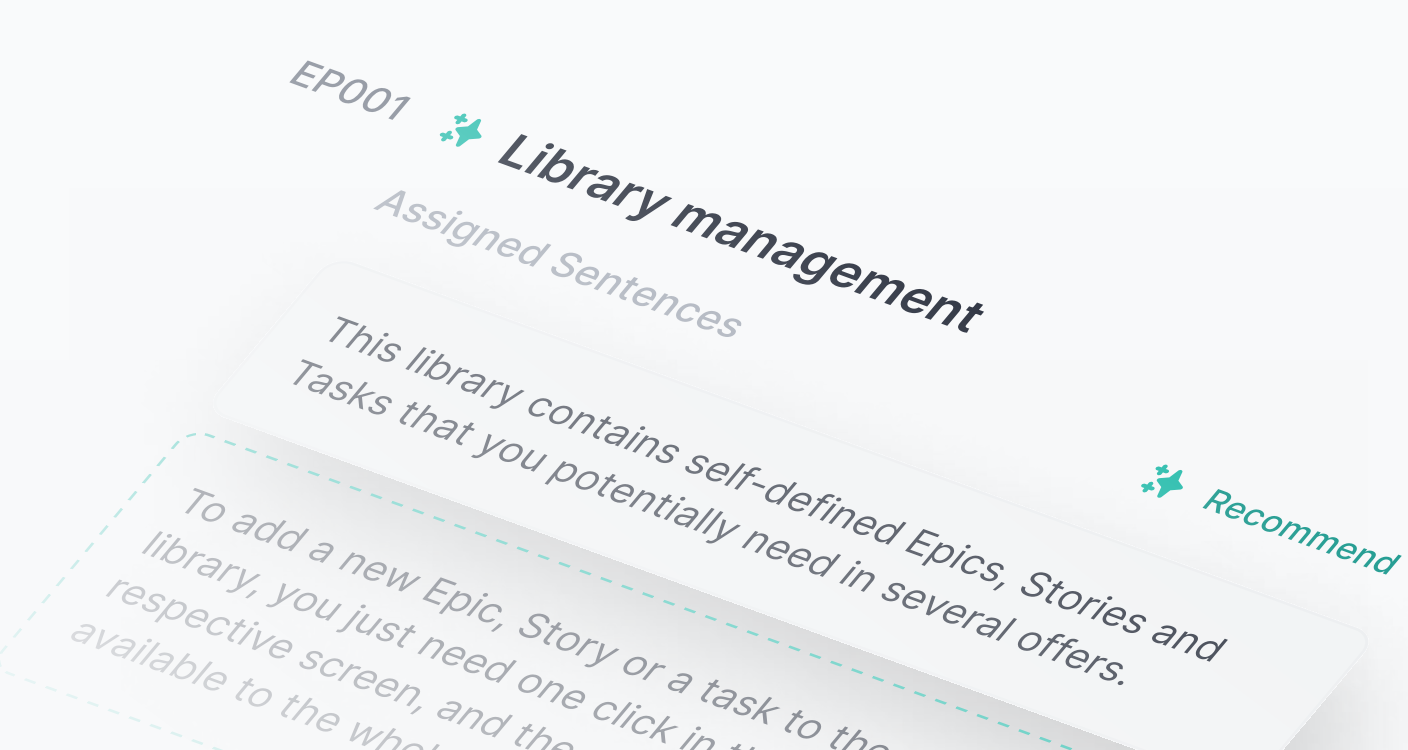 EP001
Library management
Assigned Sentences
Recommend
This library contains self-defined Epics, Stories and
Tasks that you potentially need in several offers.
To add a new Epic, Story or a task to the
library, you just need one click in
respective screen, and the
available to the